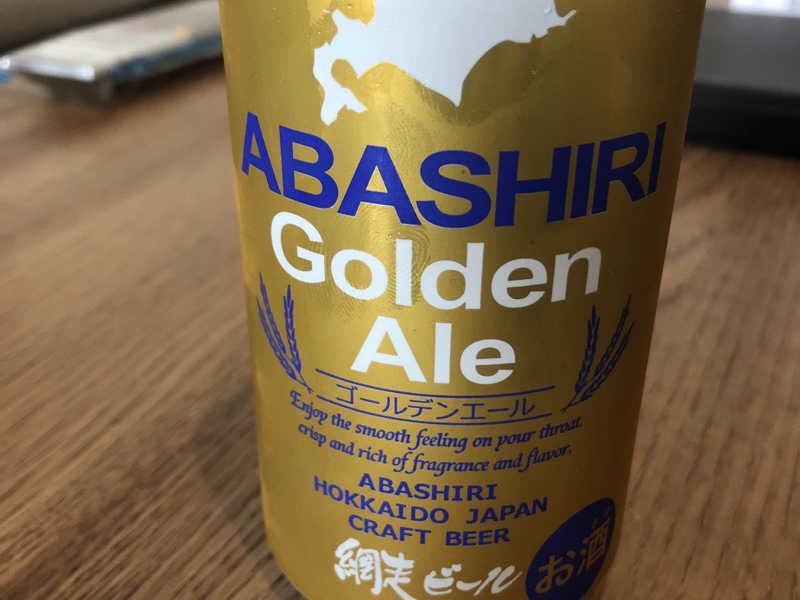 ABASHIRI
Golden
Ale
ゴールデンエール
Enjoy the smooth feeling on your throat.
crisp and rich of fragrance and flavor.
ABASHIRI
HOKKAIDO JAPAN
CRAFT BEER
網走ビール
お酒